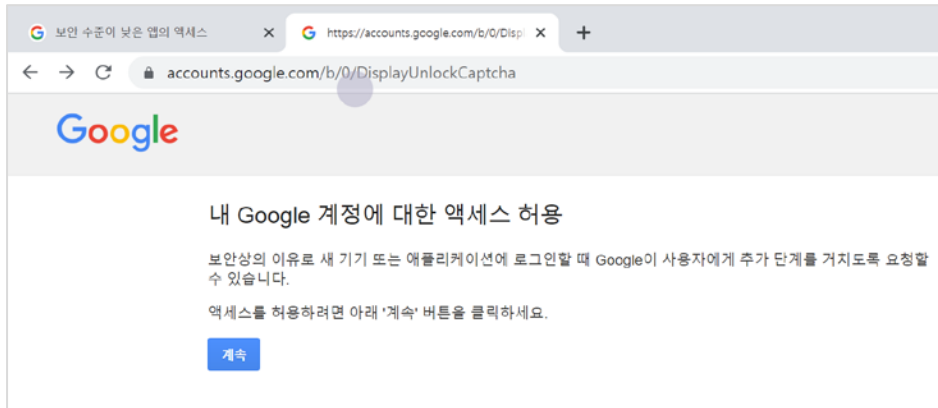 보안 수준이 낮은 앱의 액세스
https://accounts.google.com/b/0/Displ
accounts.google.com/b/0/DisplayUnlockCaptcha
Google
내 Google 계정에 대한 액세스 허용
보안상의 이유로 새 기기 또는 애플리케이션에 로그인할 때 Google이 사용자에게 추가 단계를 거치도록 요청할
수 있습니다.
액세스를 허용하려면 아래 '계속' 버튼을 클릭하세요.
계속